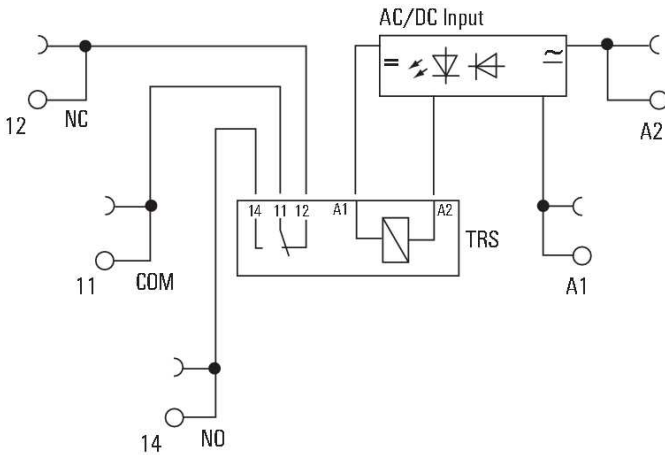 AC/DC Input
=
≃
12
NC
A2
14 11 12 A1 A2
TRS
11
COM
A1
14
NO